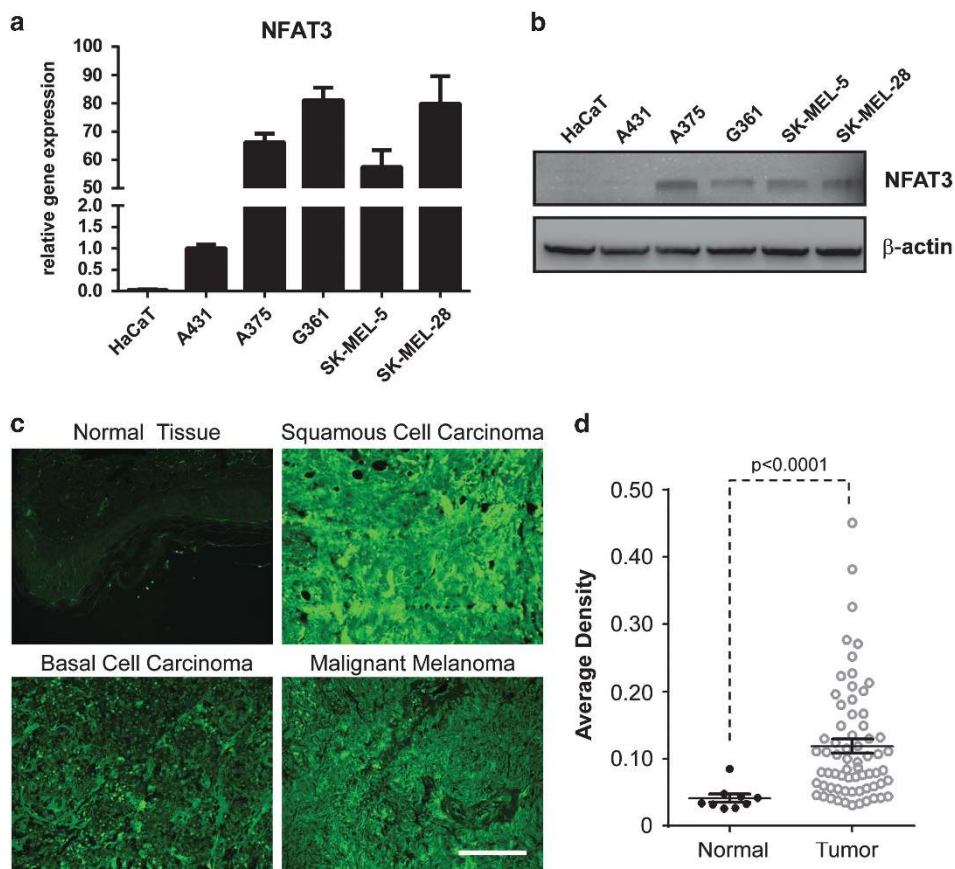 a
NFAT3
relative gene expression
100
90
80
70
60
50
2.0
1.5
1.0
0.5
0.0
HaCaT
A431
A375
G361
SK-MEL-5
SK-MEL-28
b
HaCaT
A431
A375
G361
SK-MEL-5
SK-MEL-28
NFAT3
β-actin
c
Normal Tissue
Squamous Cell Carcinoma
Basal Cell Carcinoma
Malignant Melanoma
d
p<0.0001
Average Density
0.50
0.40
0.30
0.20
0.10
0
Normal
Tumor